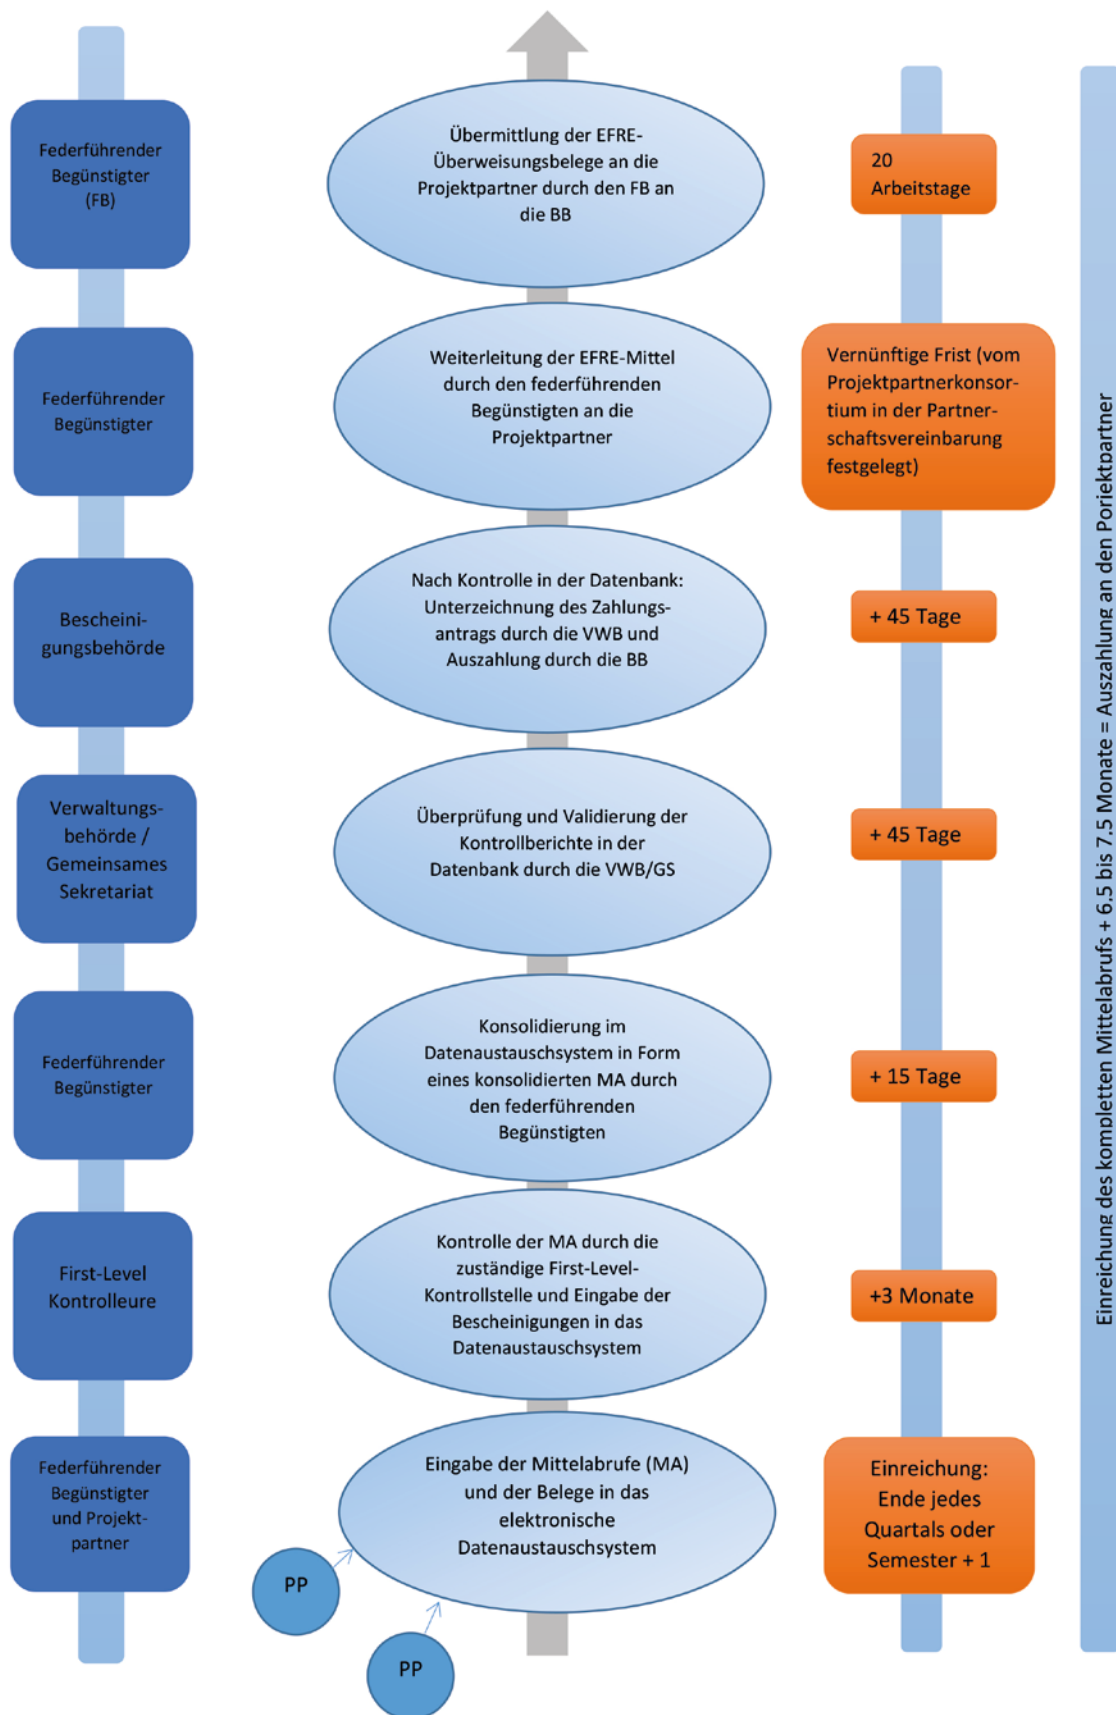 Federführender
Begünstigter
(FB)
Übermittlung der EFRE-
Überweisungsbelege an die
Projektpartner durch den FB an
die BB
20
Arbeitstage
Federführender
Begünstigter
Weiterleitung der EFRE-Mittel
durch den federführenden
Begünstigten an die
Projektpartner
Vernünftige Frist (vom
Projektpartnerkonsor-
tium in der Partner-
schaftsvereinbarung
festgelegt)
Bescheini-
gungsbehörde
Nach Kontrolle in der Datenbank:
Unterzeichnung des Zahlungs-
antrags durch die VWB und
Auszahlung durch die BB
+ 45 Tage
Verwaltungs-
behörde /
Gemeinsames
Sekretariat
Überprüfung und Validierung der
Kontrollberichte in der
Datenbank durch die VWB/GS
+ 45 Tage
Federführender
Begünstigter
Konsolidierung im
Datenaustauschsystem in Form
eines konsolidierten MA durch
den federführenden
Begünstigten
+ 15 Tage
First-Level
Kontrolleure
Kontrolle der MA durch die
zuständige First-Level-
Kontrollstelle und Eingabe der
Bescheinigungen in das
Datenaustauschsystem
+3 Monate
Federführender
Begünstigter
und Projekt-
partner
Eingabe der Mittelabrufe (MA)
und der Belege in das
elektronische
Datenaustauschsystem
Einreichung:
Ende jedes
Quartals oder
Semester + 1
PP
PP
Einreichung des kompletten Mittelabrufs + 6.5 bis 7.5 Monate = Auszahlung an den Poriektpartner